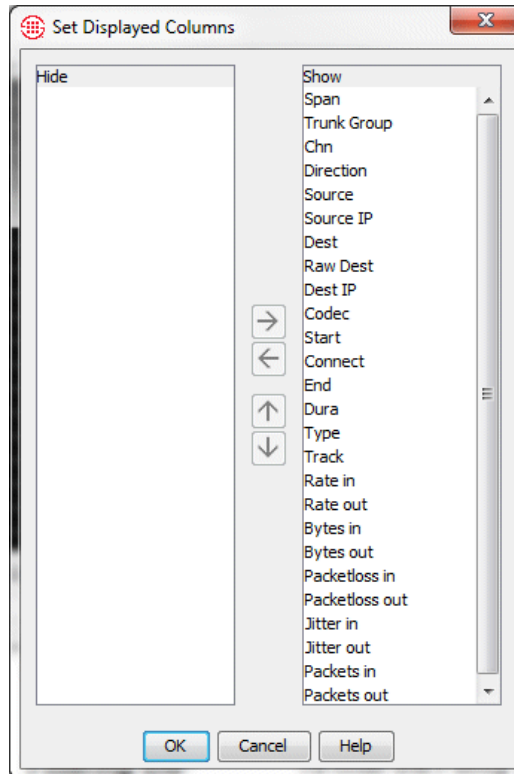 Set Displayed Columns
Hide
Show
Span
Trunk Group
Chn
Direction
Source
Source IP
Dest
Raw Dest
Dest IP
Codec
Start
Connect
End
Dura
Type
Track
Rate in
Rate out
Bytes in
Bytes out
Packetloss in
Packetloss out
Jitter in
Jitter out
Packets in
Packets out
OK
Cancel
Help